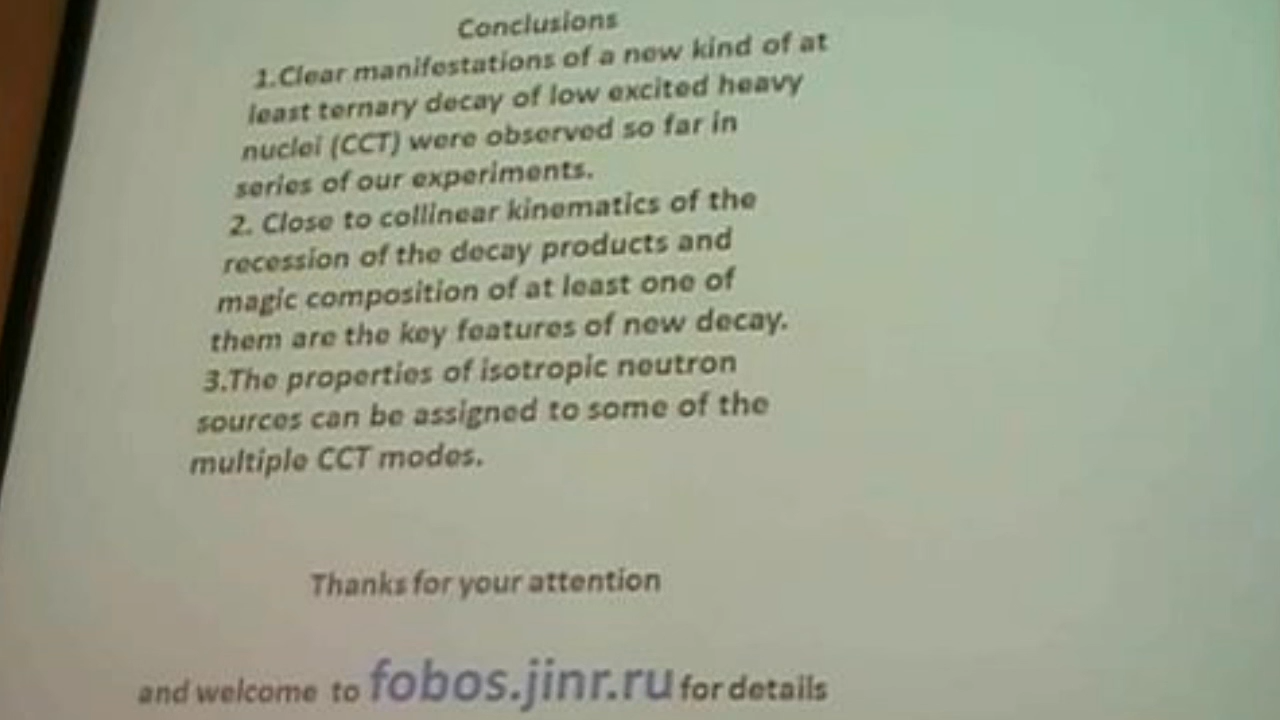 Conclusions
1.Clear manifestations of a new kind of at
least ternary decay of low excited heavy
nuclei (CCT) were observed so far in
series of our experiments.
2. Close to collinear kinematics of the
recession of the decay products and
magic composition of at least one of
them are the key features of new decay.
3.The properties of isotropic neutron
sources can be assigned to some of the
multiple CCT modes.
Thanks for your attention
and welcome to fobos.jinr.ru for details